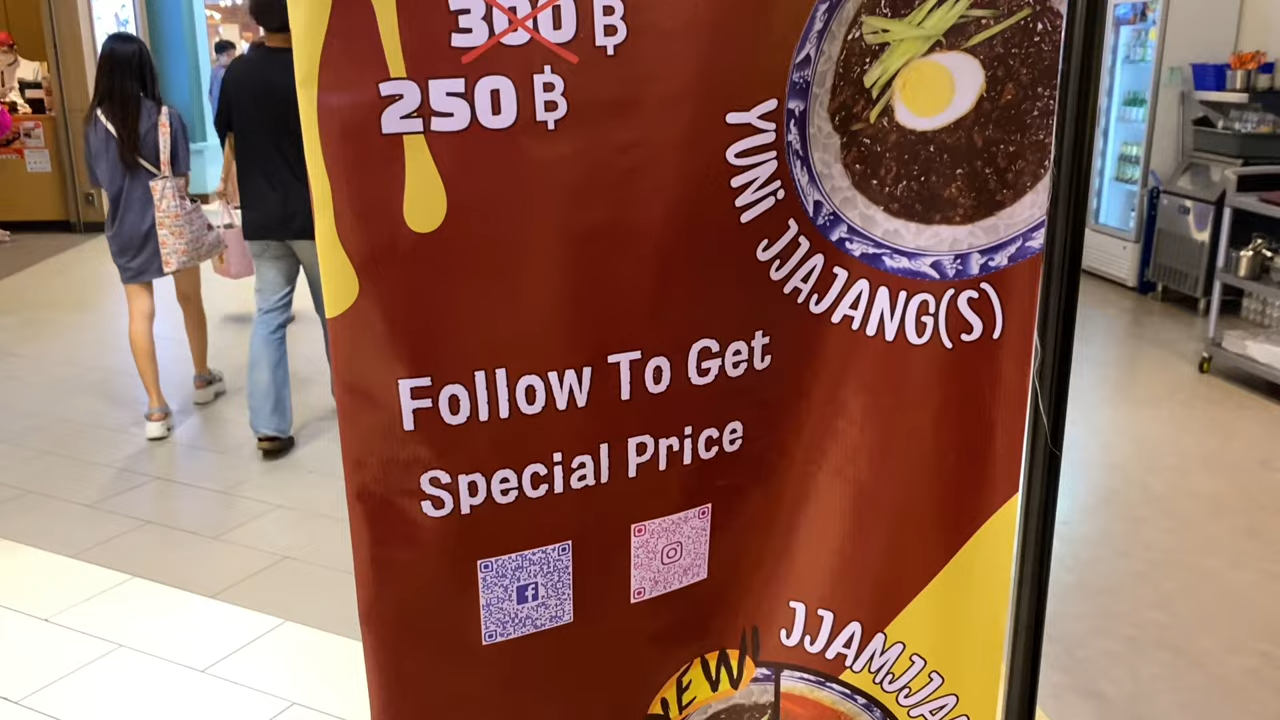 300 ฿
250 ฿
YUNi JJAJANG(S)
Follow To Get
Special Price
NEW!